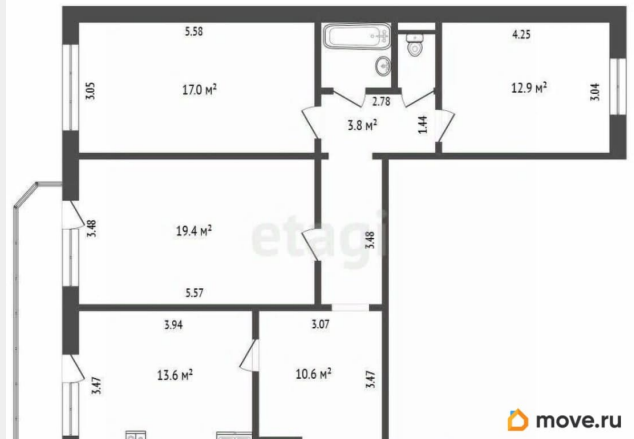 5.58
4.25
3.05
17.0 м²
2.78
12.9 м²
3.04
3.8 м²
1.44
3.48
19.4 м²
etagi
3.48
5.57
3.94
3.07
3.47
13.6 м²
10.6 м²
3.47
move.ru